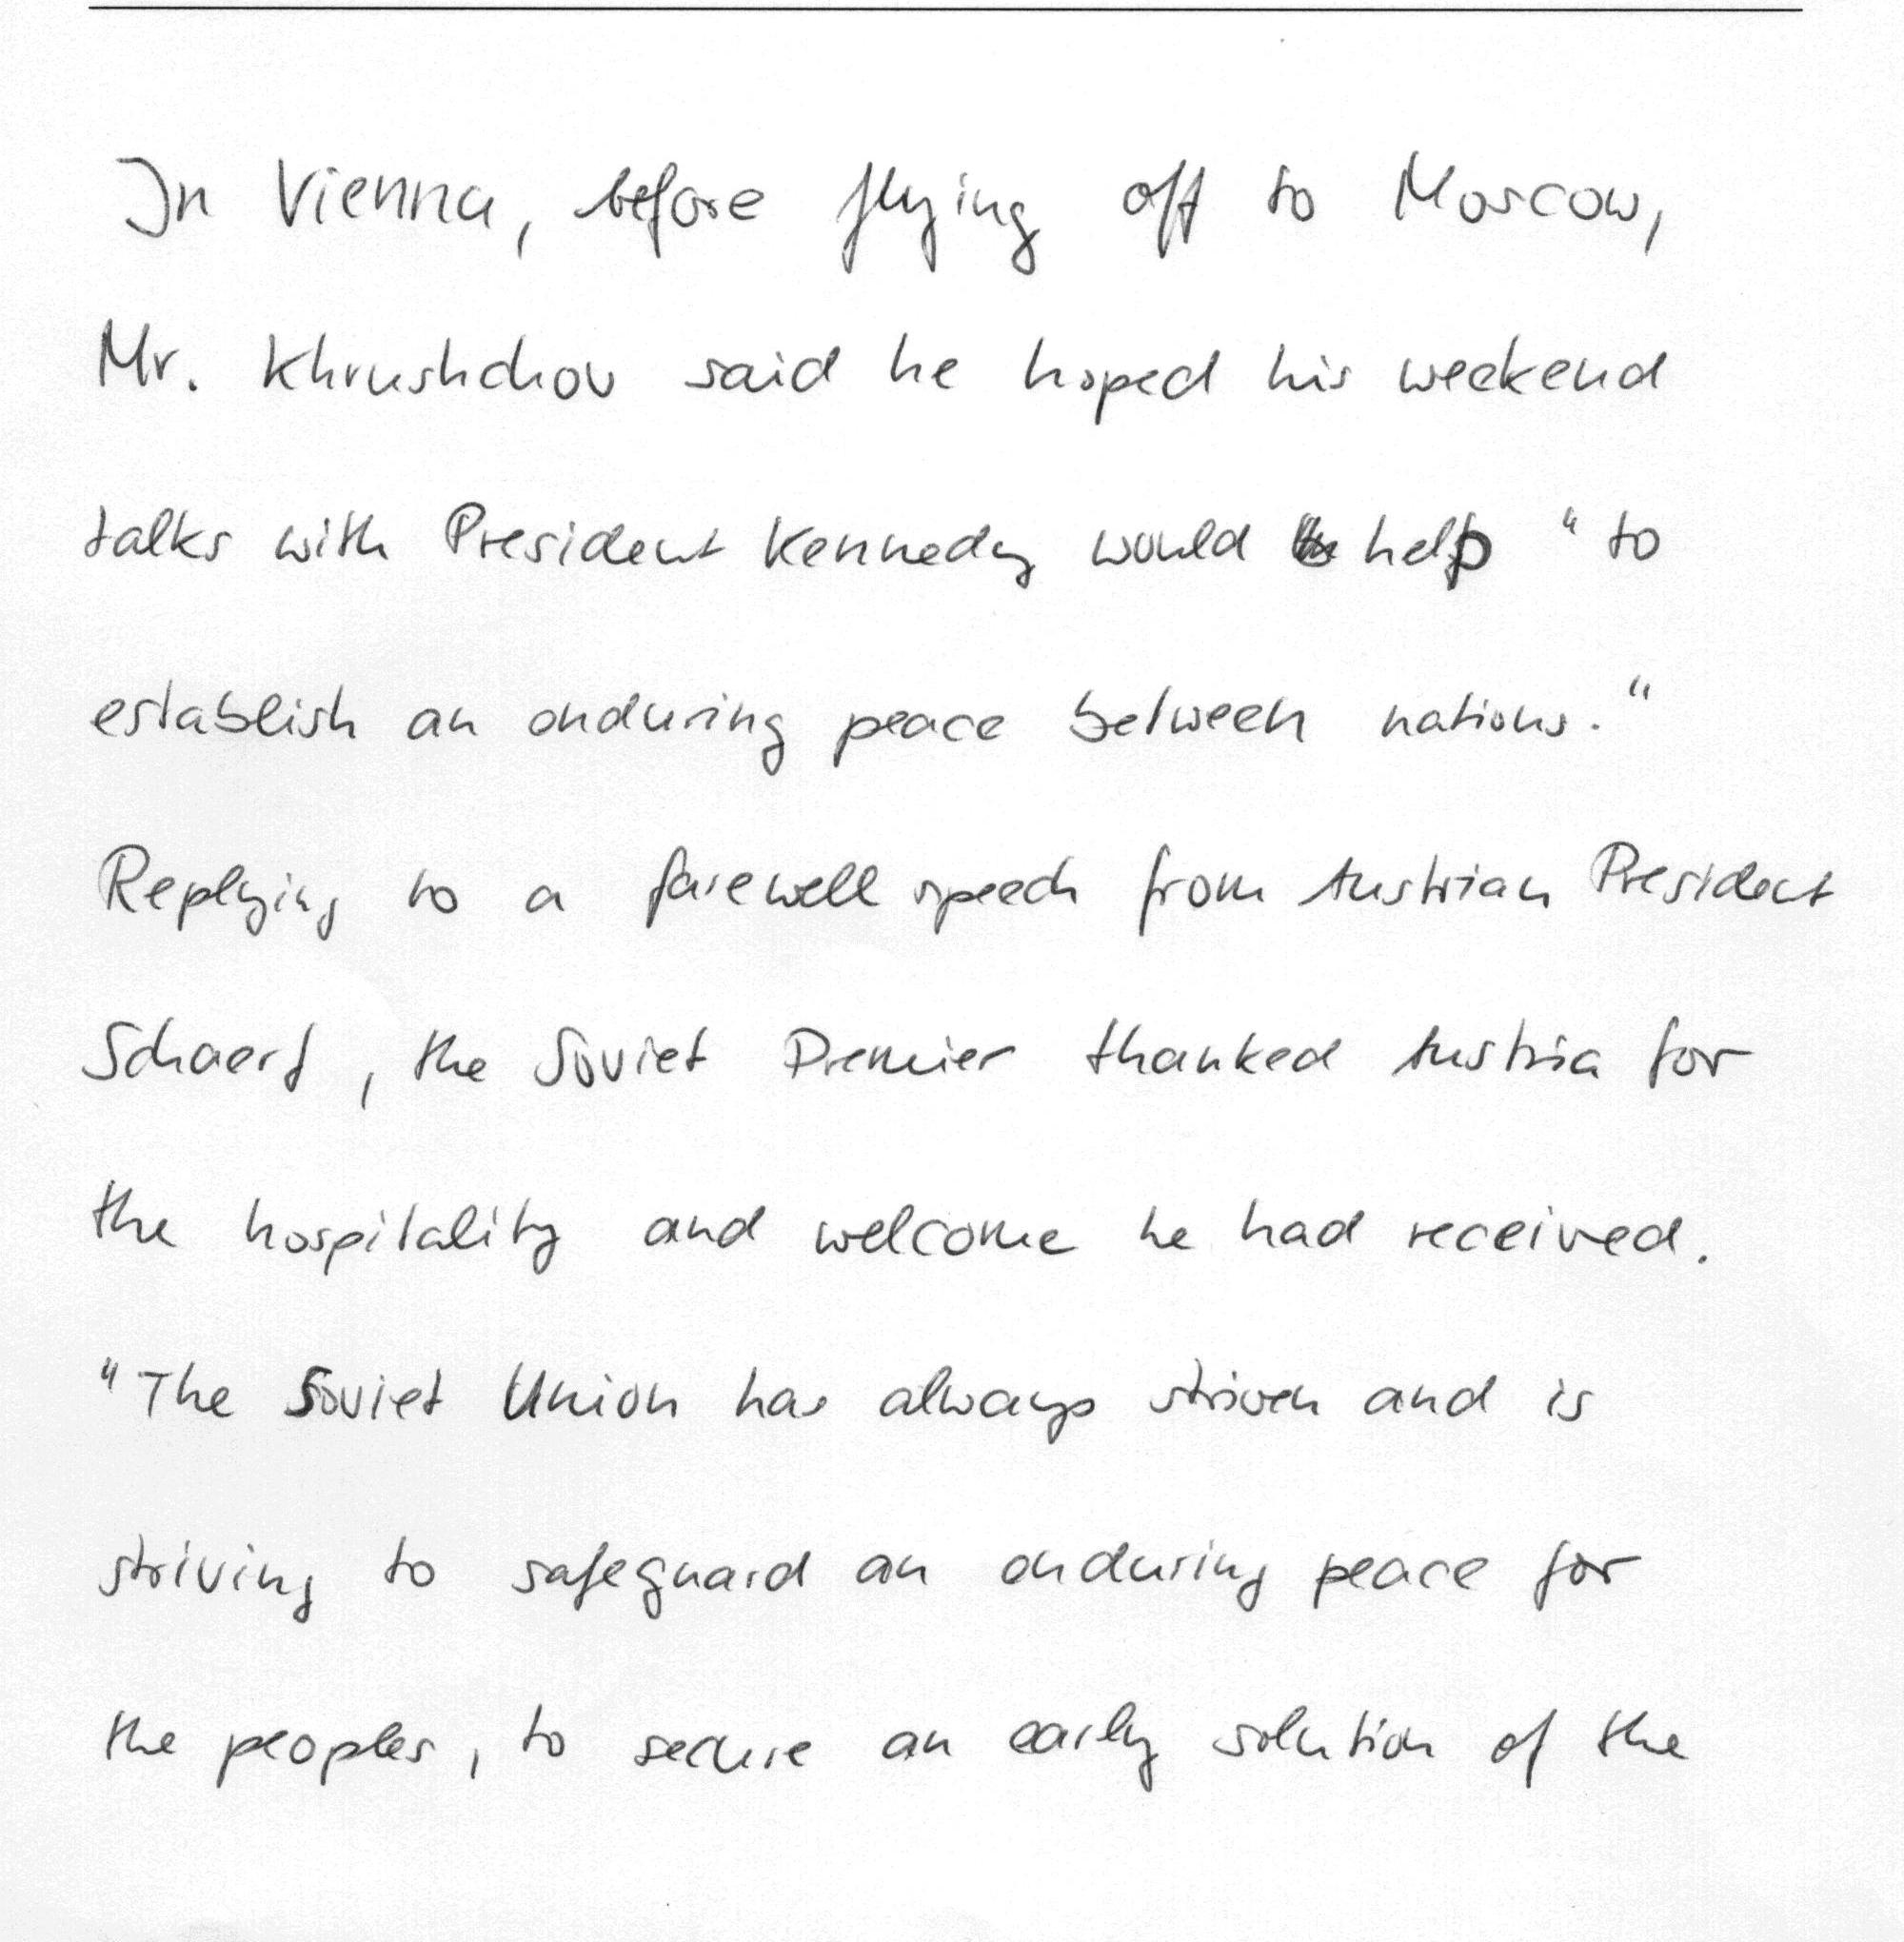 In Vienna, before flying off to Moscow,
Mr. Khrushchov said he hoped his weekend
talks with President Kennedy would help "to
establish an enduring peace between nations."
Replying to a farewell speech from Austrian President
Schaerf, the Soviet Premier thanked Austria for
the hospitality and welcome he had received.
"The Soviet Union has always striven and is
striving to safeguard an enduring peace for
the peoples, to secure an early solution of the